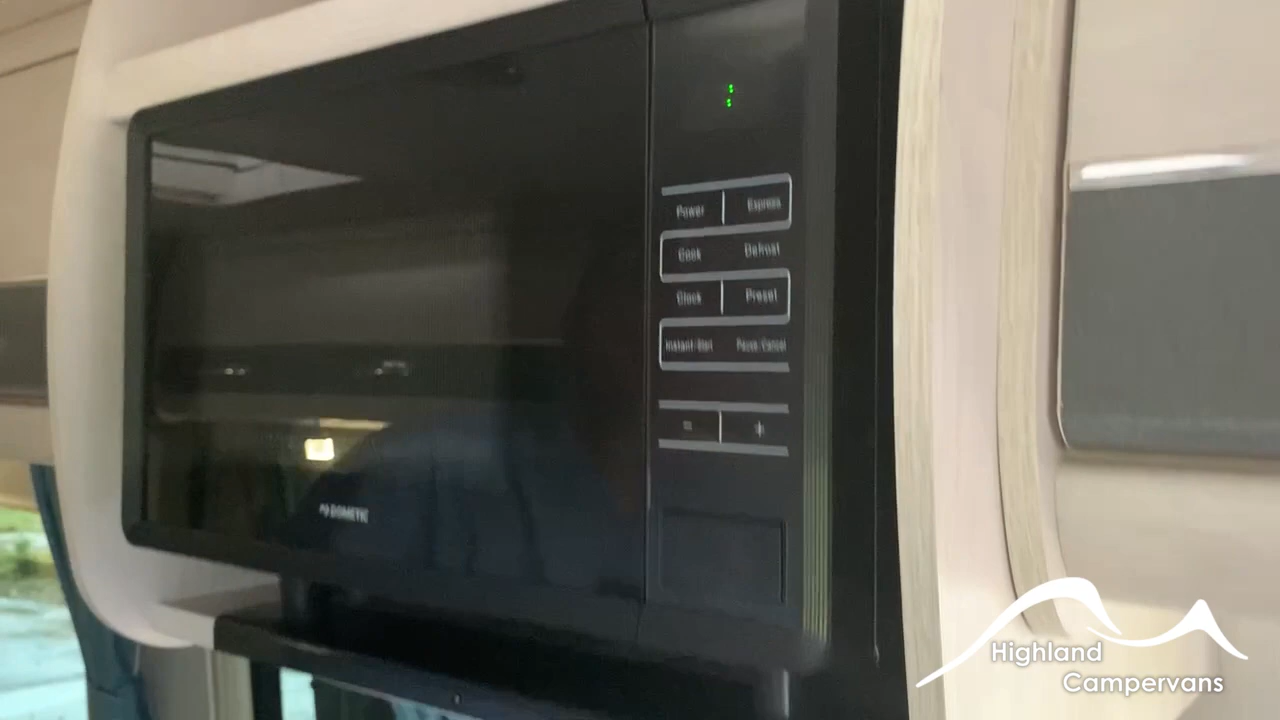 :
Power Express
Cook Defrost
Clock Preset
Instant/Start Pause/Cancel
DOMETIC
Highland
Campervans